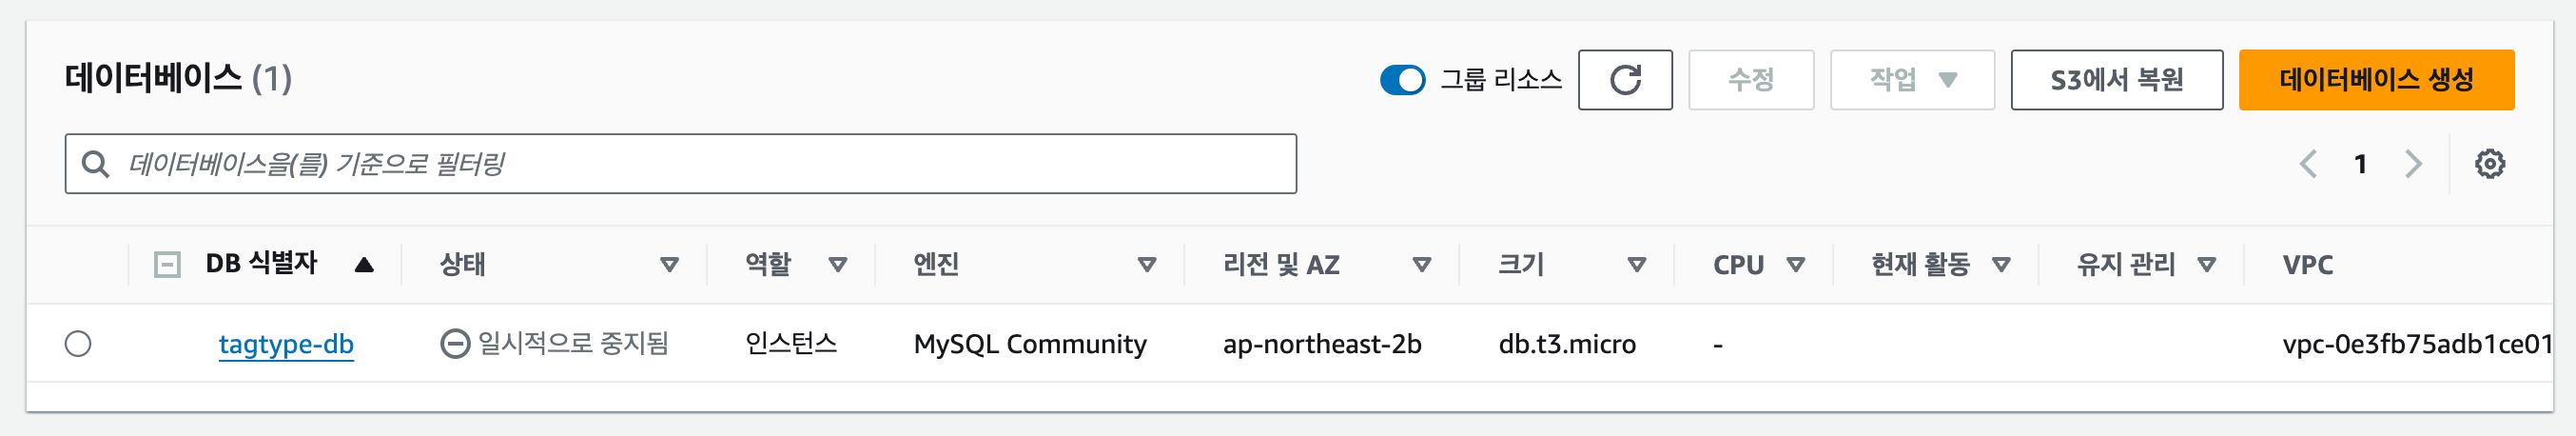 데이터베이스 (1)
그룹 리소스
수정
작업
S3에서 복원
데이터베이스 생성
데이터베이스을(를) 기준으로 필터링
1
DB 식별자 상태 역할 엔진 리전 및 AZ 크기 CPU 현재 활동 유지 관리 VPC
tagtype-db 일시적으로 중지됨 인스턴스 MySQL Community ap-northeast-2b db.t3.micro - vpc-0e3fb75adb1ce01